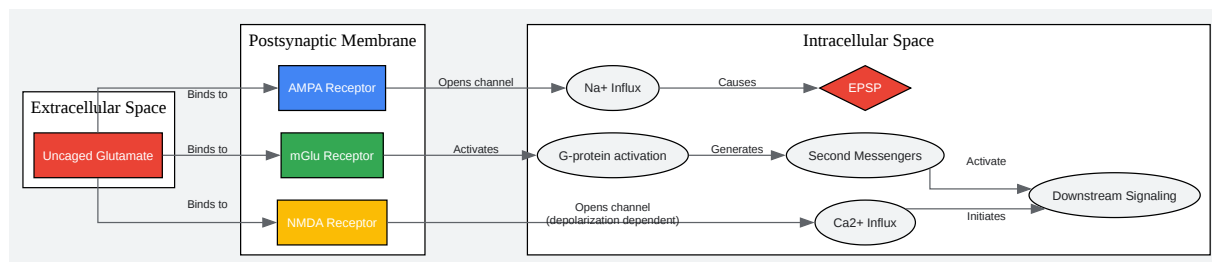 Postsynaptic Membrane
Intracellular Space
Extracellular Space
Binds to
AMPA Receptor
Opens channel
Na+ Influx
Causes
EPSP
Uncaged Glutamate
Binds to
mGlu Receptor
Activates
G-protein activation
Generates
Second Messengers
Activate
Downstream Signaling
Binds to
NMDA Receptor
Opens channel
(depolarization dependent)
Ca2+ Influx
Initiates